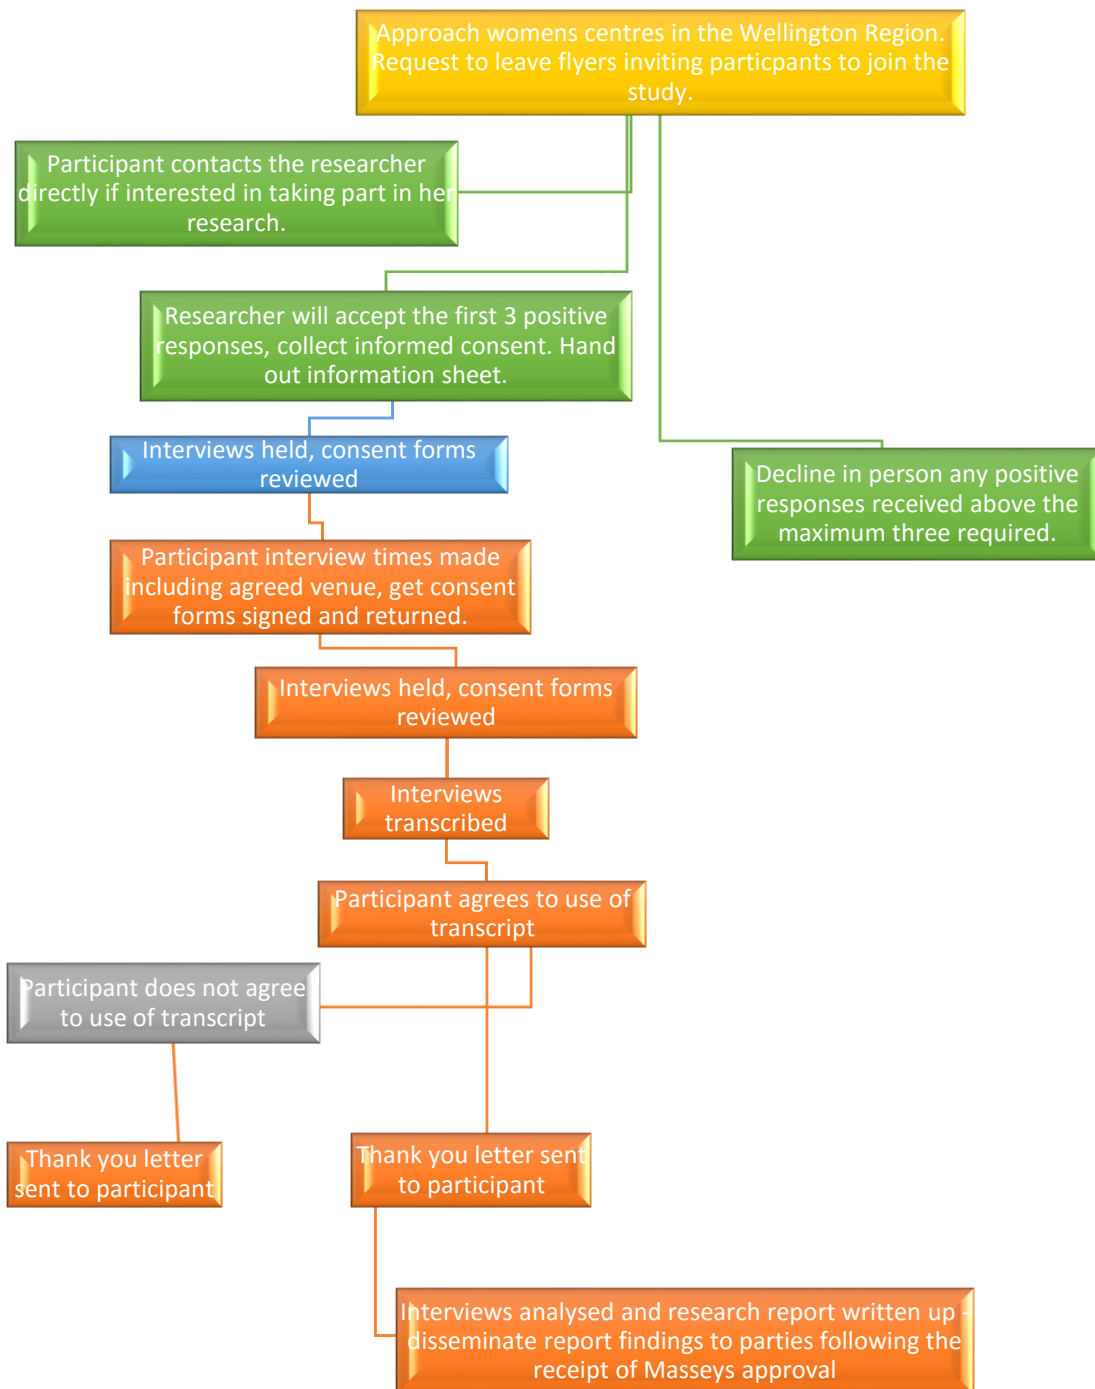 Approach womens centres in the Wellington Region.
Request to leave flyers inviting particpants to join the
study.
Participant contacts the researcher
directly if interested in taking part in her
research.
Researcher will accept the first 3 positive
responses, collect informed consent. Hand
out information sheet.
Interviews held, consent forms
reviewed
Decline in person any positive
responses received above the
maximum three required.
Participant interview times made
including agreed venue, get consent
forms signed and returned.
Interviews held, consent forms
reviewed
Interviews
transcribed
Participant agrees to use of
transcript
Participant does not agree
to use of transcript
Thank you letter
sent to participant
Thank you letter sent
to participant
Interviews analysed and research report written up -
disseminate report findings to parties following the
receipt of Masseys approval